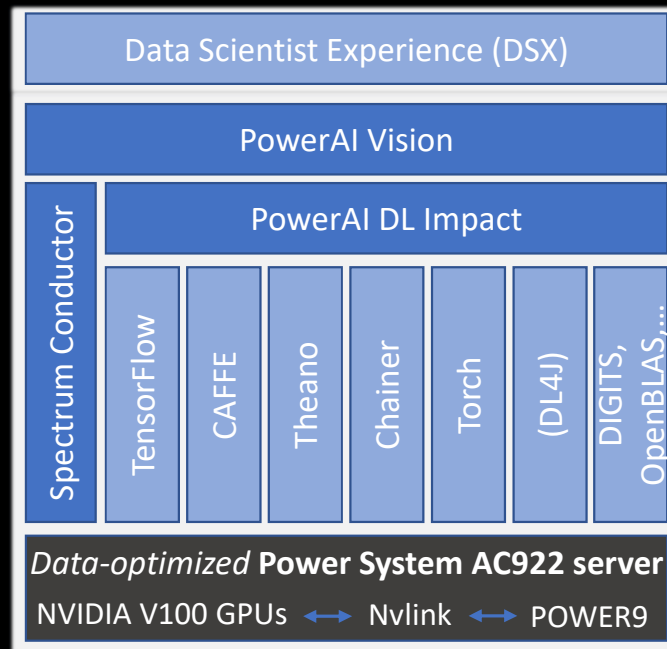 Data Scientist Experience (DSX)
PowerAI Vision
Spectrum Conductor
PowerAI DL Impact
TensorFlow
CAFFE
Theano
Chainer
Torch
(DL4J)
DIGITS,
OpenBLAS,...
Data-optimized Power System AC922 server
NVIDIA V100 GPUs Nvlink POWER9